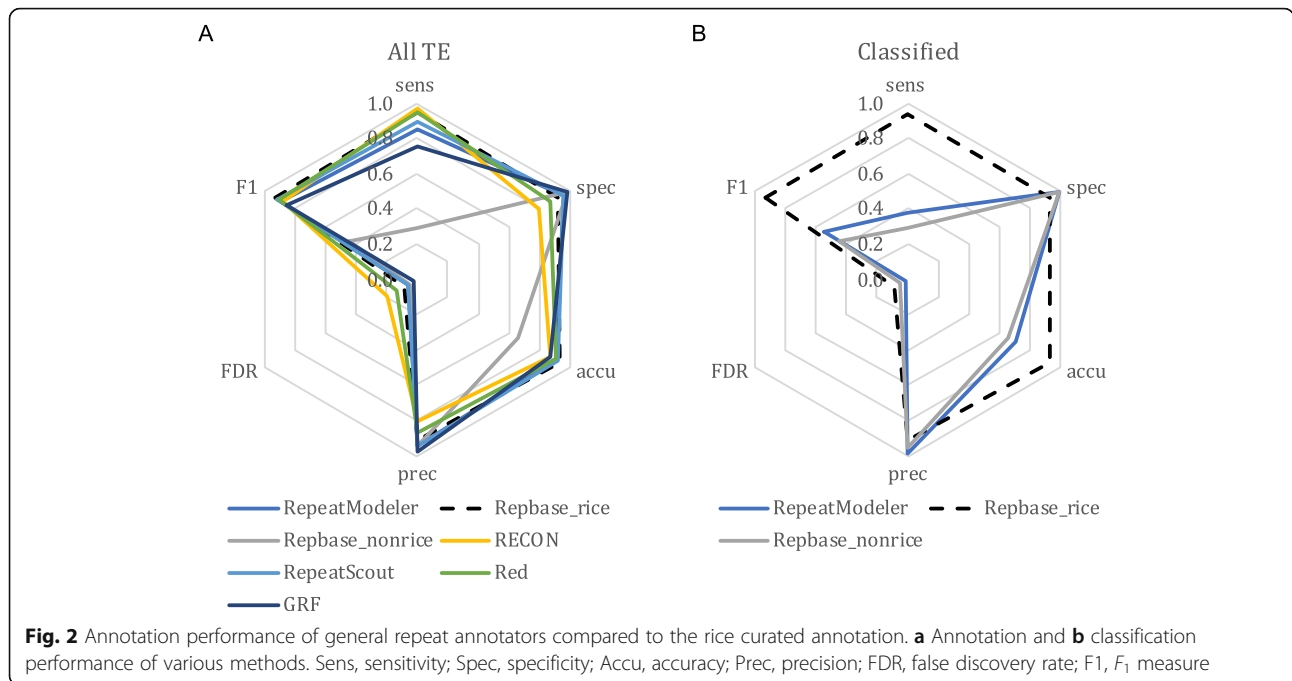 A
All TE
sens
1.0
0.8
0.6
0.4
0.2
0.0
spec
accu
prec
FDR
F1
RepeatModeler
Repbase_rice
Repbase_nonrice
RECON
RepeatScout
Red
GRF
B
Classified
sens
1.0
0.8
0.6
0.4
0.2
0.0
spec
accu
prec
FDR
F1
RepeatModeler
Repbase_rice
Repbase_nonrice
Fig. 2 Annotation performance of general repeat annotators compared to the rice curated annotation. a Annotation and b classification
performance of various methods. Sens, sensitivity; Spec, specificity; Accu, accuracy; Prec, precision; FDR, false discovery rate; F1, F1 measure